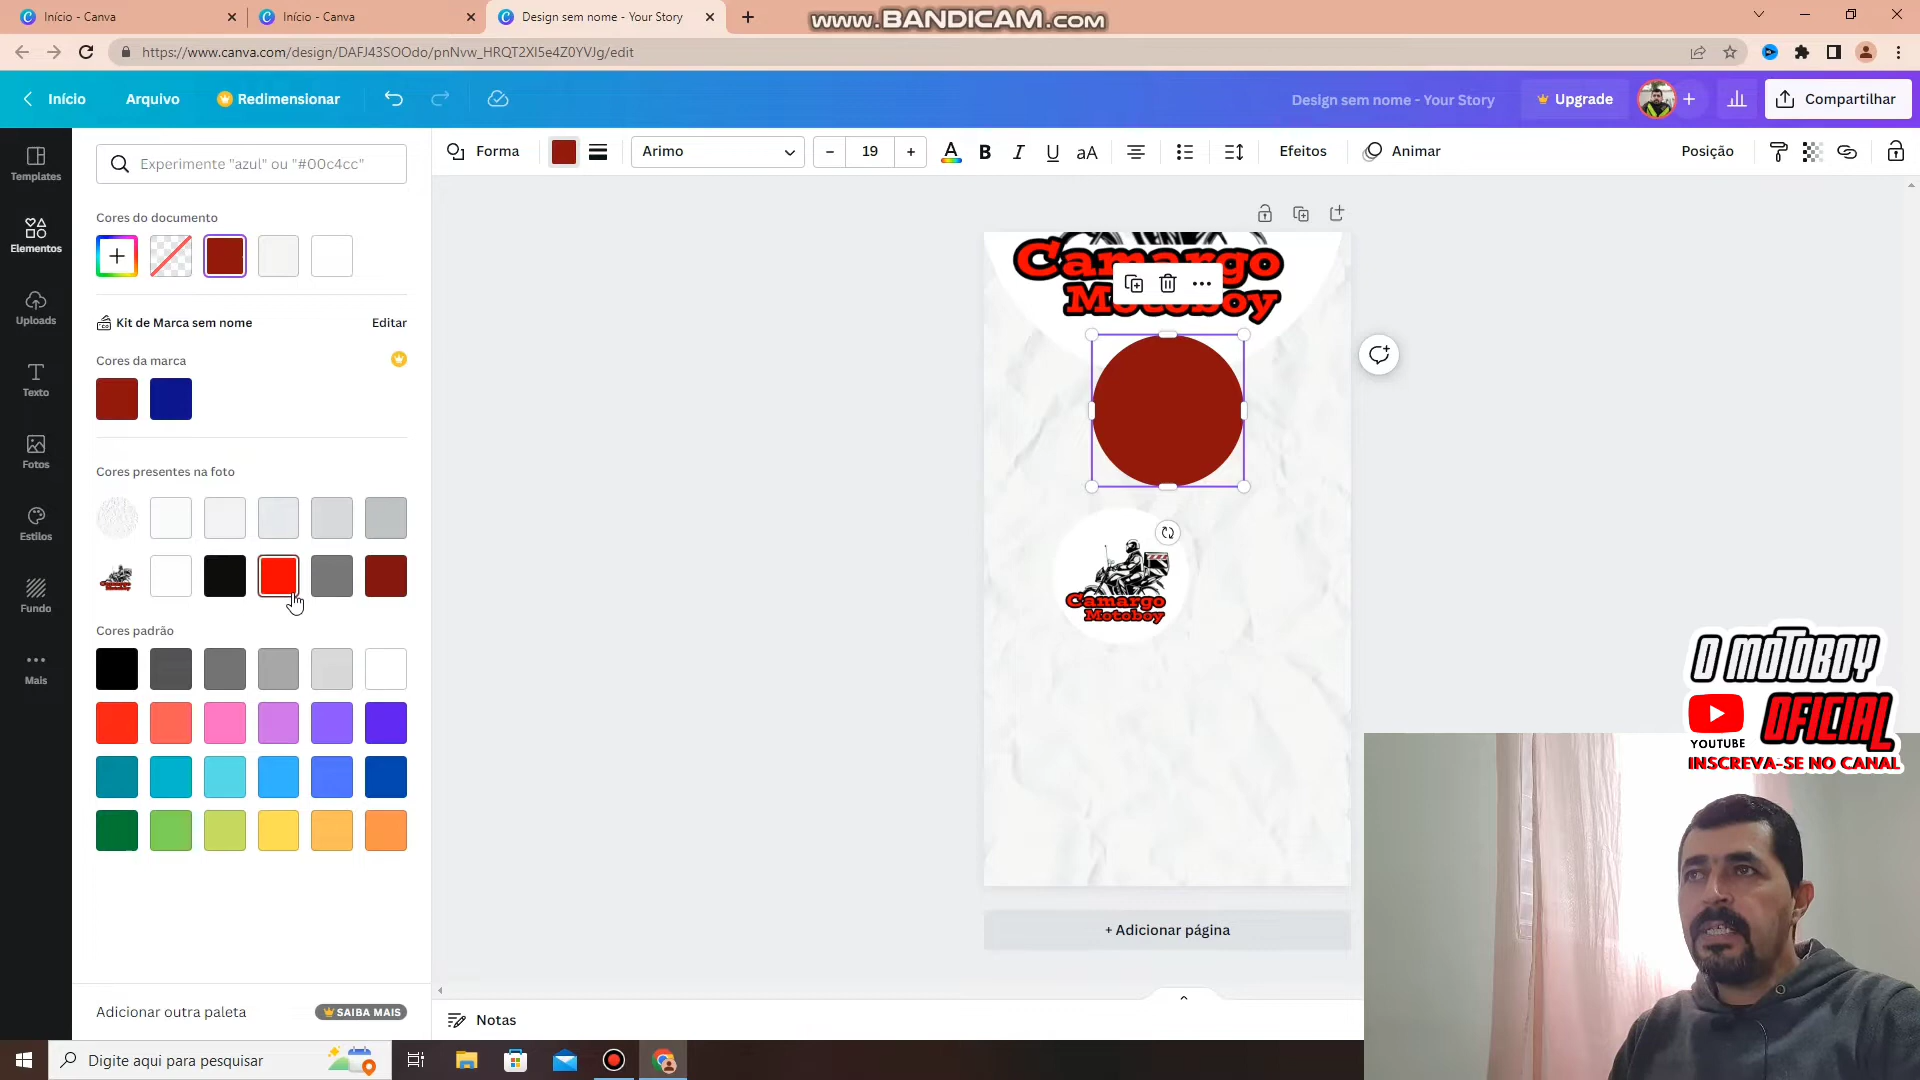 Início - Canva
Início - Canva
Design sem nome - Your Story
www.BANDICAM.com
https://www.canva.com/design/DAFJ43SOOdo/pnNvw_HRQT2XI5e4Z0YVJg/edit
Início
Arquivo
Redimensionar
Design sem nome - Your Story
Upgrade
Compartilhar
Templates
Elementos
Uploads
Texto
Fotos
Estilos
Fundo
Mais
Experimente "azul" ou "#00c4cc"
Cores do documento
Kit de Marca sem nome
Editar
Cores da marca
Cores presentes na foto
Cores padrão
Adicionar outra paleta
SAIBA MAIS
Forma
Arimo
19
A
B
I
U
aA
Efeitos
Animar
Posição
Camargo
Motoboy
Camargo
Motoboy
+ Adicionar página
Notas
O MOTOBOY
OFICIAL
YOUTUBE
INSCREVA-SE NO CANAL
Digite aqui para pesquisar